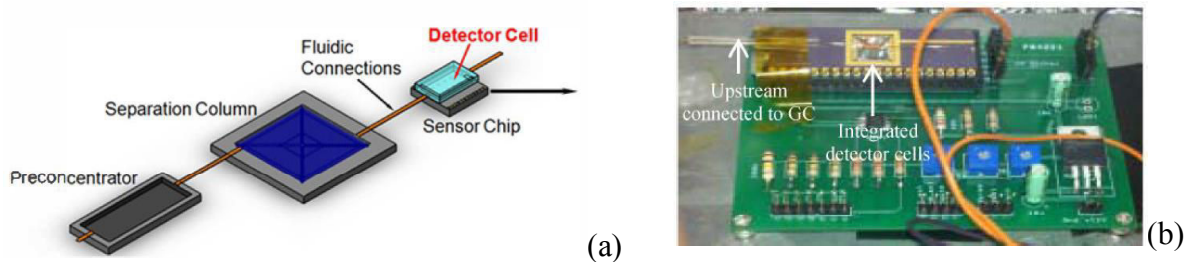 Detector Cell
Fluidic
Connections
Separation Column
Sensor Chip
Preconcentrator
(a)
Upstream
connected to GC
Integrated
detector cells
(b)